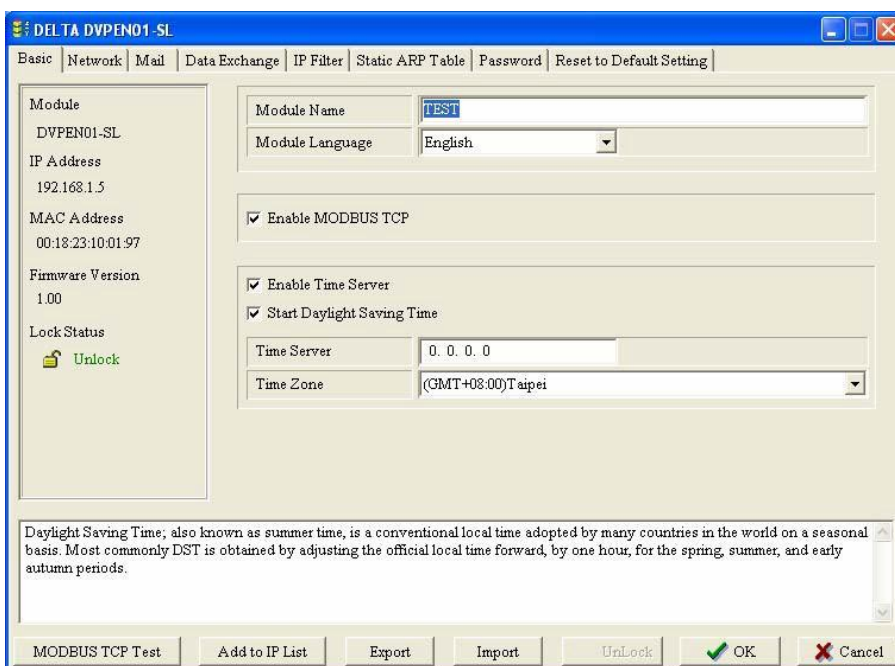 DELTA DVPEN01-SL
Basic Network Mail Data Exchange IP Filter Static ARP Table Password Reset to Default Setting
Module
DVPEN01-SL
IP Address
192.168.1.5
MAC Address
00:18:23:10:01:97
Firmware Version
1.00
Lock Status
Unlock
Module Name TEST
Module Language English
Enable MODBUS TCP
Enable Time Server
Start Daylight Saving Time
Time Server 0. 0. 0. 0
Time Zone (GMT+08:00)Taipei
Daylight Saving Time; also known as summer time, is a conventional local time adopted by many countries in the world on a seasonal
basis. Most commonly DST is obtained by adjusting the official local time forward, by one hour, for the spring, summer, and early
autumn periods.
MODBUS TCP Test Add to IP List Export Import UnLock OK Cancel